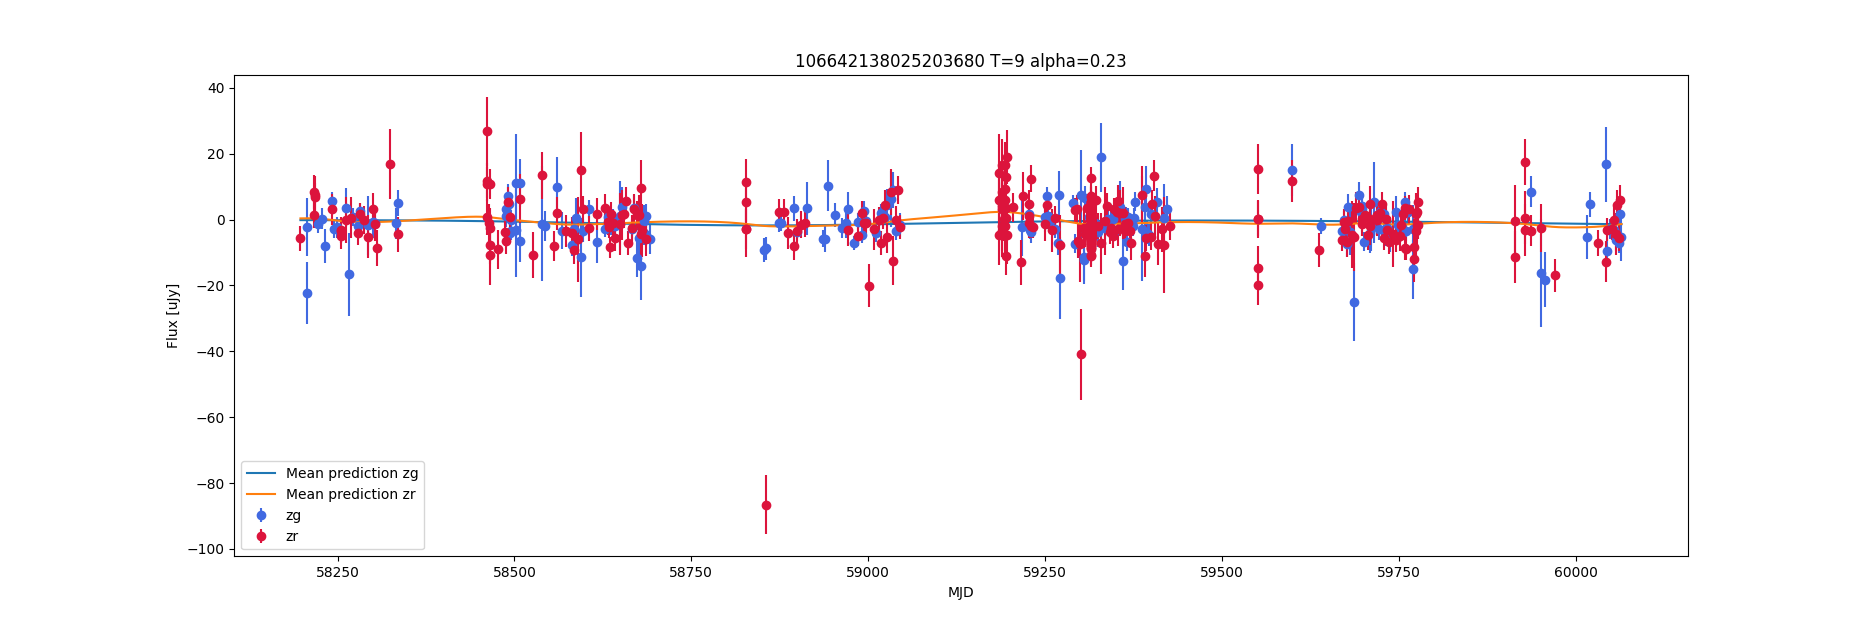 106642138025203680 T=9 alpha=0.23
40
20
0
−20
−40
−60
−80
−100
Flux [uJy]
Mean prediction zg
Mean prediction zr
zg
zr
58250 58500 58750 59000 59250 59500 59750 60000
MJD